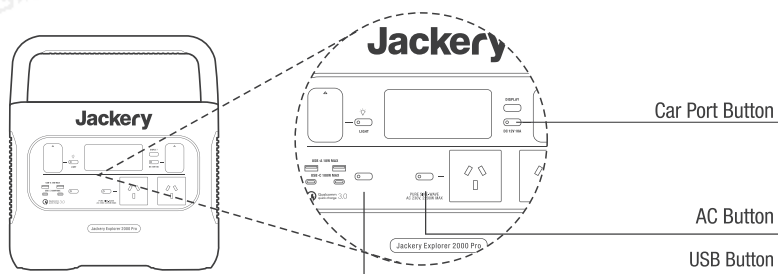 Jackery
Jackery
DISPLAY
LIGHT
DC 12V 10A
Car Port Button
USB-A 18W MAX
USB-C 100W MAX
Qualcomm
Quick Charge 3.0
PURE SINE WAVE
AC 230V, 2200W MAX
AC Button
Jackery Explorer 2000 Pro
Jackery Explorer 2000 Pro
USB Button